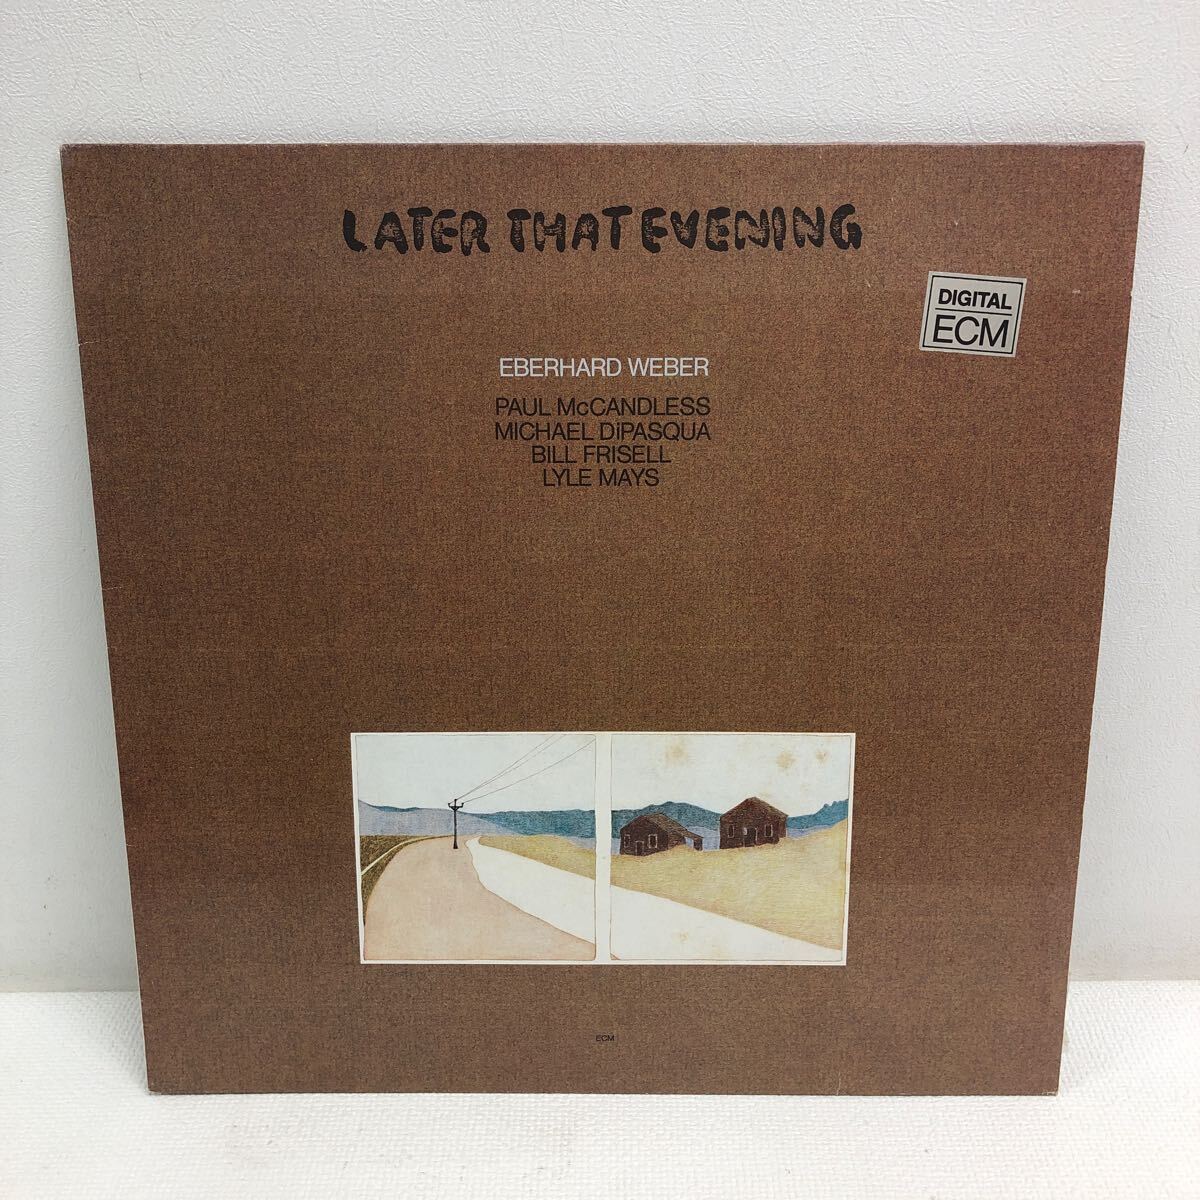 LATER THAT EVENING
DIGITAL
ECM
EBERHARD WEBER
PAUL McCANDLESS
MICHAEL DiPASQUA
BILL FRISELL
LYLE MAYS
ECM